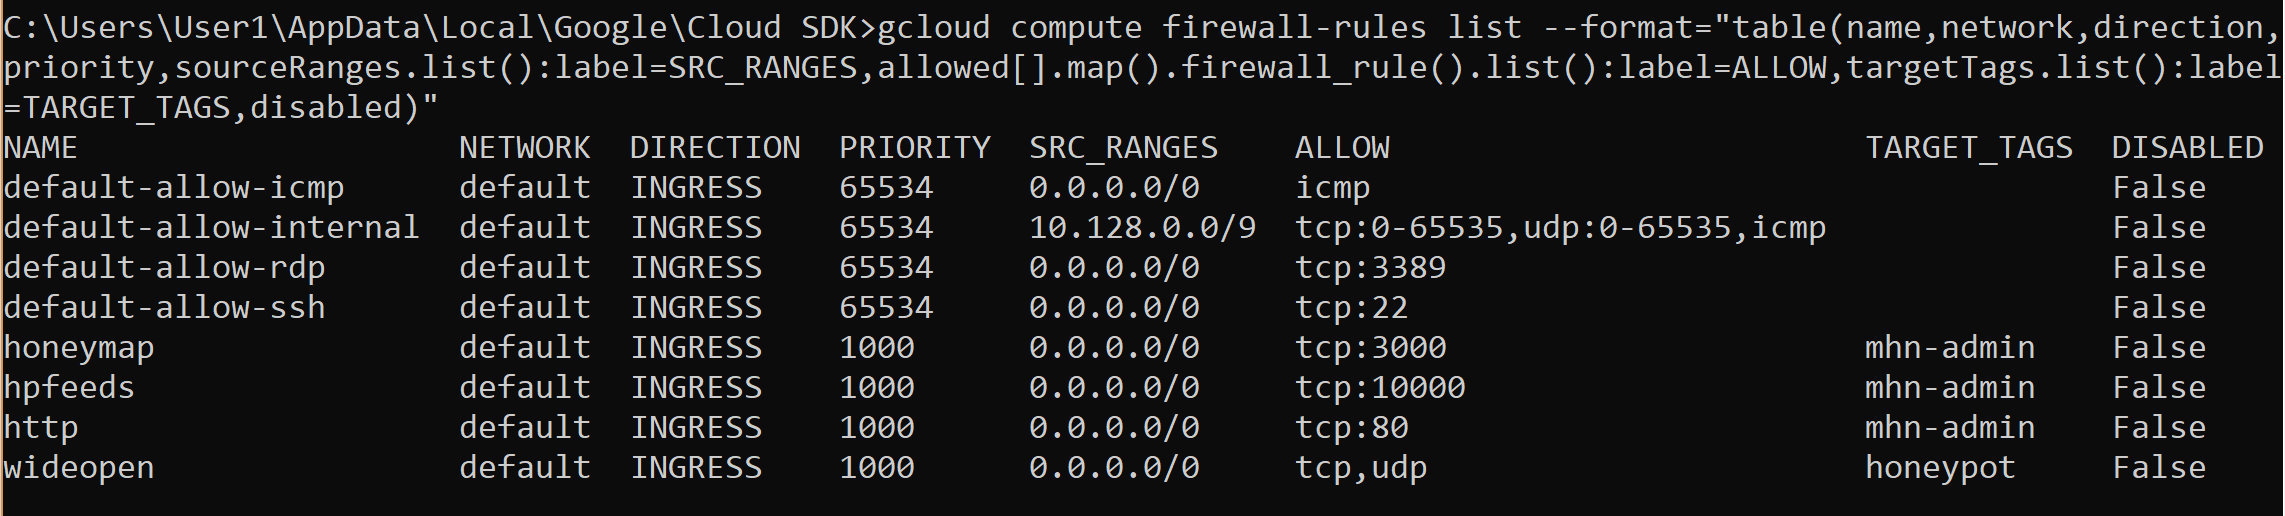 C:\Users\User1\AppData\Local\Google\Cloud SDK>gcloud compute firewall-rules list --format="table(name,network,direction,
priority,sourceRanges.list():label=SRC_RANGES,allowed[].map().firewall_rule().list():label=ALLOW,targetTags.list():label
=TARGET_TAGS,disabled)"
NAME                    NETWORK  DIRECTION  PRIORITY  SRC_RANGES    ALLOW                         TARGET_TAGS  DISABLED
default-allow-icmp      default  INGRESS    65534     0.0.0.0/0     icmp                                       False
default-allow-internal  default  INGRESS    65534     10.128.0.0/9  tcp:0-65535,udp:0-65535,icmp               False
default-allow-rdp       default  INGRESS    65534     0.0.0.0/0     tcp:3389                                   False
default-allow-ssh       default  INGRESS    65534     0.0.0.0/0     tcp:22                                     False
honeymap                default  INGRESS    1000      0.0.0.0/0     tcp:3000                      mhn-admin    False
hpfeeds                 default  INGRESS    1000      0.0.0.0/0     tcp:10000                     mhn-admin    False
http                    default  INGRESS    1000      0.0.0.0/0     tcp:80                        mhn-admin    False
wideopen                default  INGRESS    1000      0.0.0.0/0     tcp,udp                       honeypot     False